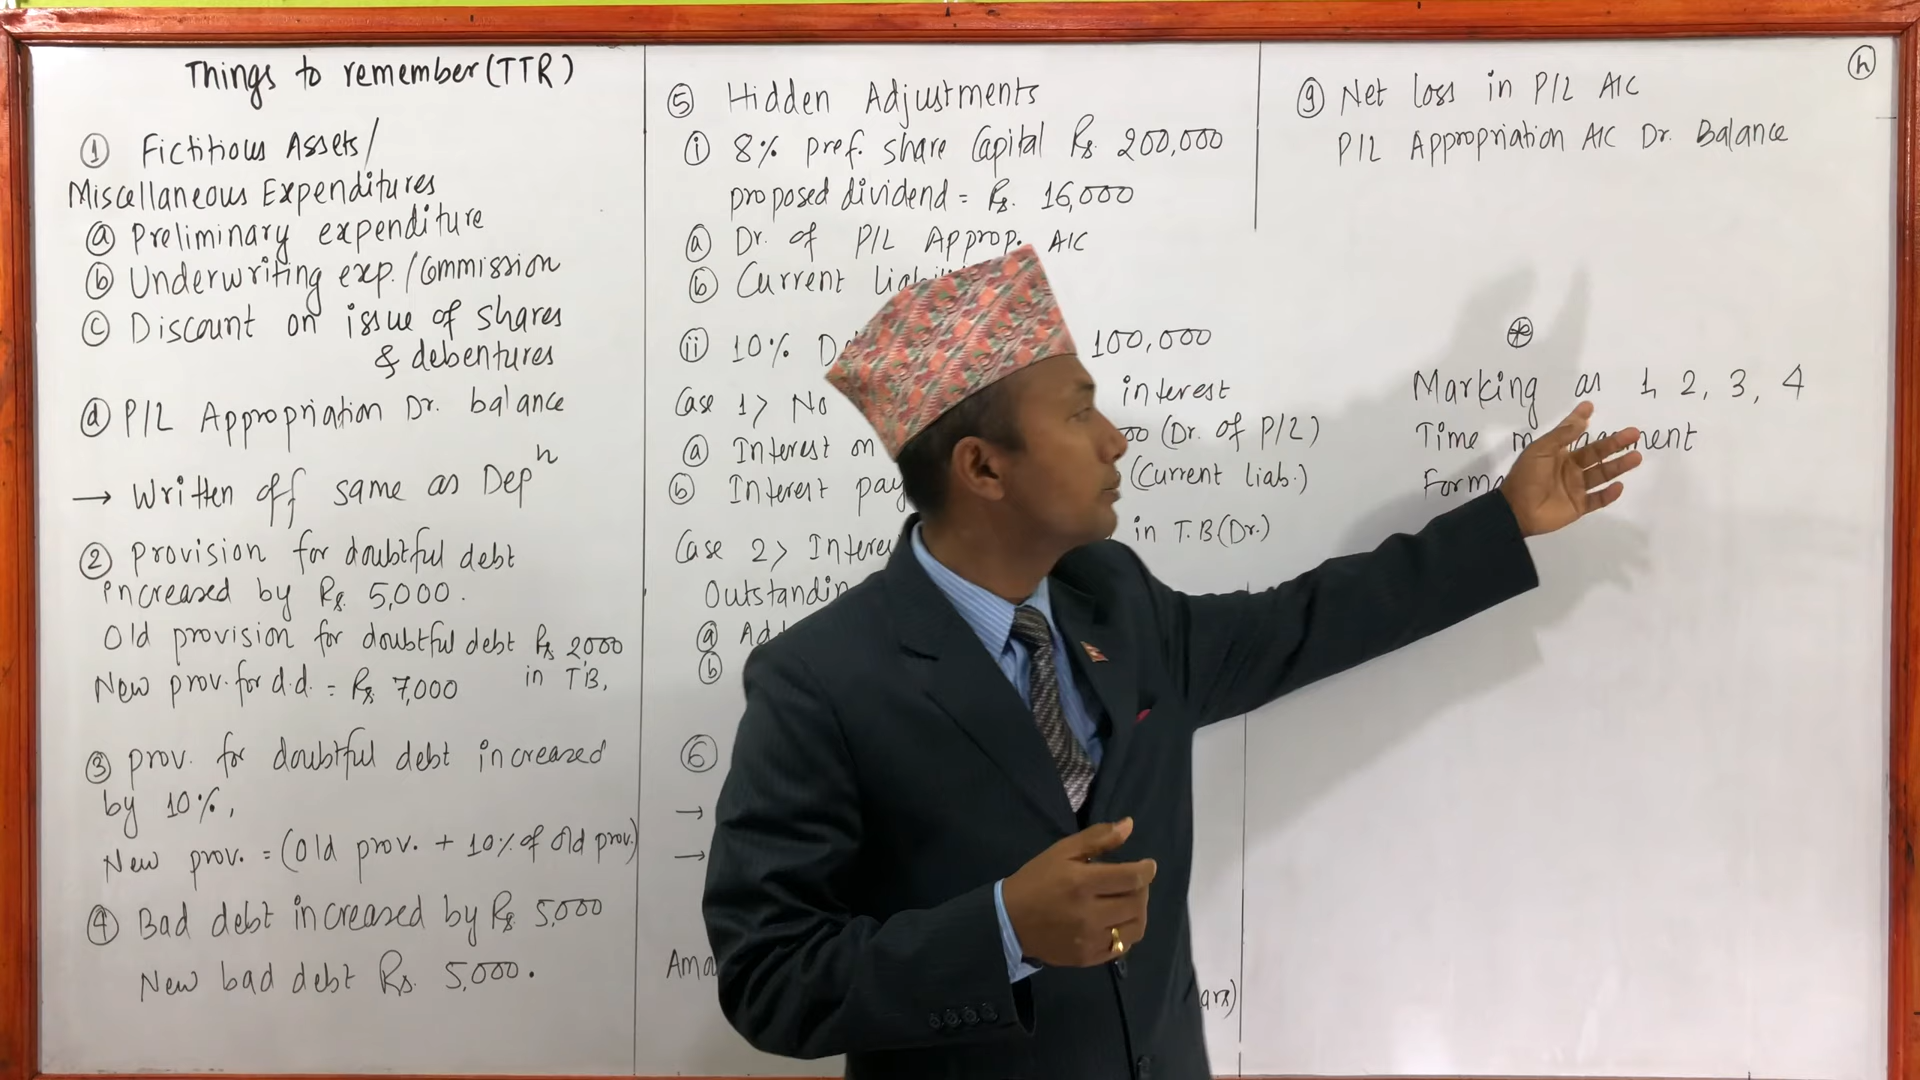 Things to remember (TTR)
① Fictitious Assets/
Miscellaneous Expenditures
ⓐ Preliminary expenditure
ⓑ Underwriting exp./Commission
ⓒ Discount on issue of shares
& debentures
ⓓ P/L Appropriation Dr. balance
→ Written off same as Depⁿ
② Provision for doubtful debt
increased by Rs. 5,000.
Old provision for doubtful debt Rs 2,000
in T.B.
New prov. for d.d. = Rs. 7,000
③ prov. for doubtful debt increased
by 10%,
New prov. = (Old prov. + 10% of old prov.)
④ Bad debt increased by Rs. 5,000
New bad debt Rs. 5,000.
⑤ Hidden Adjustments
ⓘ 8% pref. share Capital Rs. 200,000
proposed dividend = Rs. 16,000
ⓐ Dr. of P/L Approp. A/C
ⓑ Current
ⓘⓘ 10% 100,000
Case 1> No interest
ⓐ Interest on (Dr. of P/L)
ⓑ Interest (Current liab.)
Case 2> in T.B (Dr.)
ⓐ
ⓑ
⑥
→
→
⑨ Net loss in P/L A/C
P/L Appropriation A/C Dr. Balance
ⓗ
Marking as 1, 2, 3, 4
Time